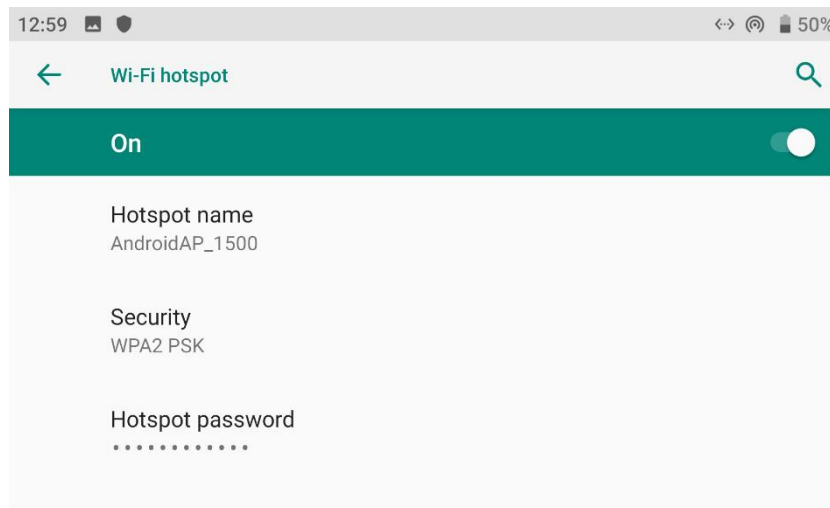 12:59 50%
Wi-Fi hotspot
On
Hotspot name
AndroidAP_1500
Security
WPA2 PSK
Hotspot password
••••••••••••